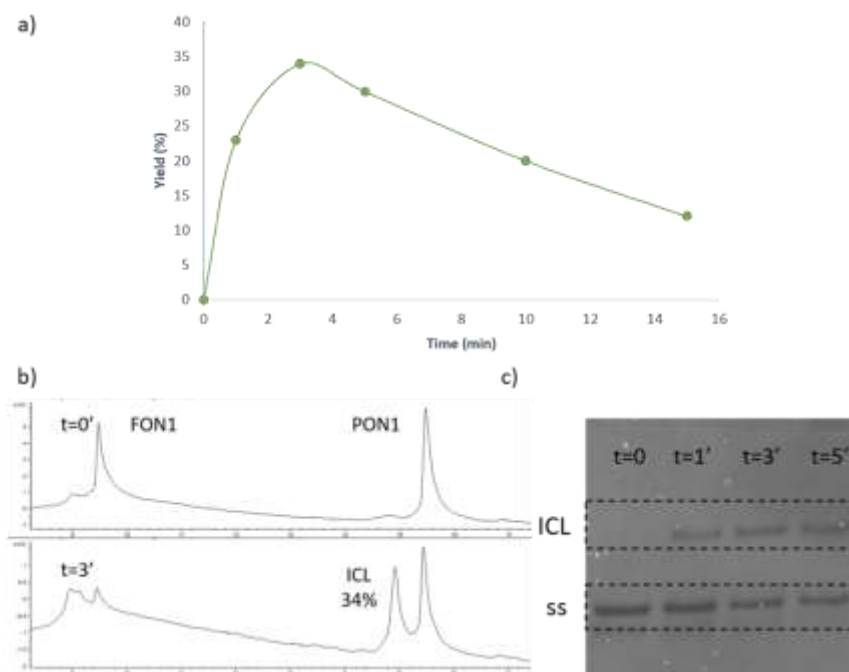 a)
40
35
30
25
20
15
10
5
0
Yield (%)
0 2 4 6 8 10 12 14 16
Time (min)
b)
t=0' FON1 PON1
t=3' ICL
34%
c)
t=0 t=1' t=3' t=5'
ICL
ss